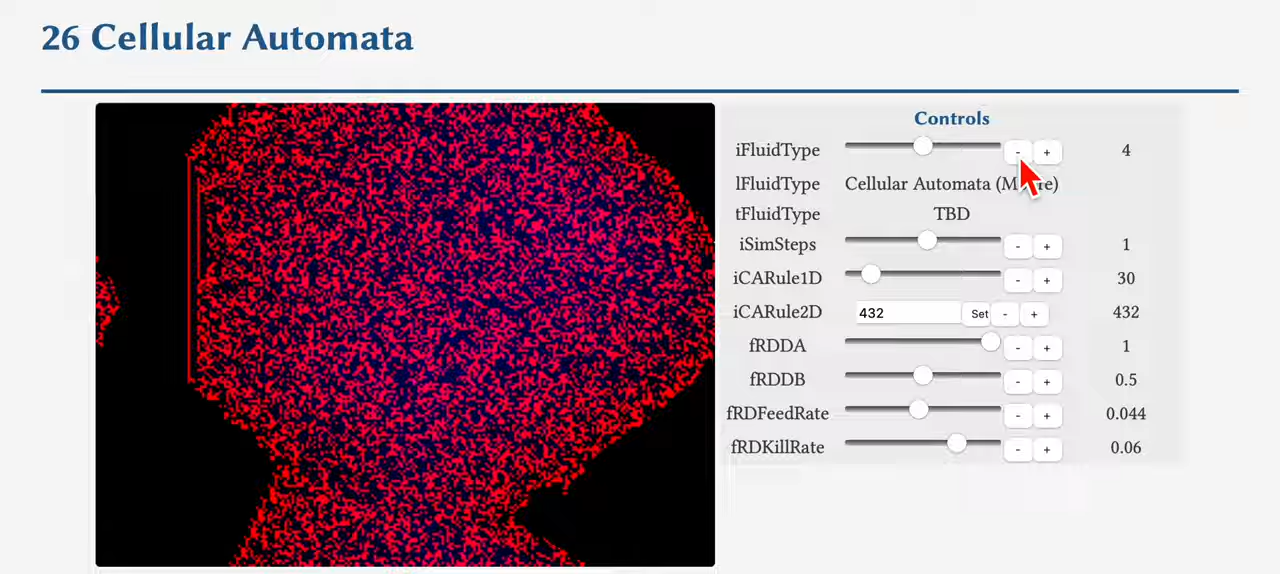 26 Cellular Automata
Controls
iFluidType - + 4
lFluidType Cellular Automata (M re)
tFluidType TBD
iSimSteps - + 1
iCARule1D - + 30
iCARule2D 432 Set - + 432
fRDDA - + 1
fRDDB - + 0.5
fRDFeedRate - + 0.044
fRDKillRate - + 0.06